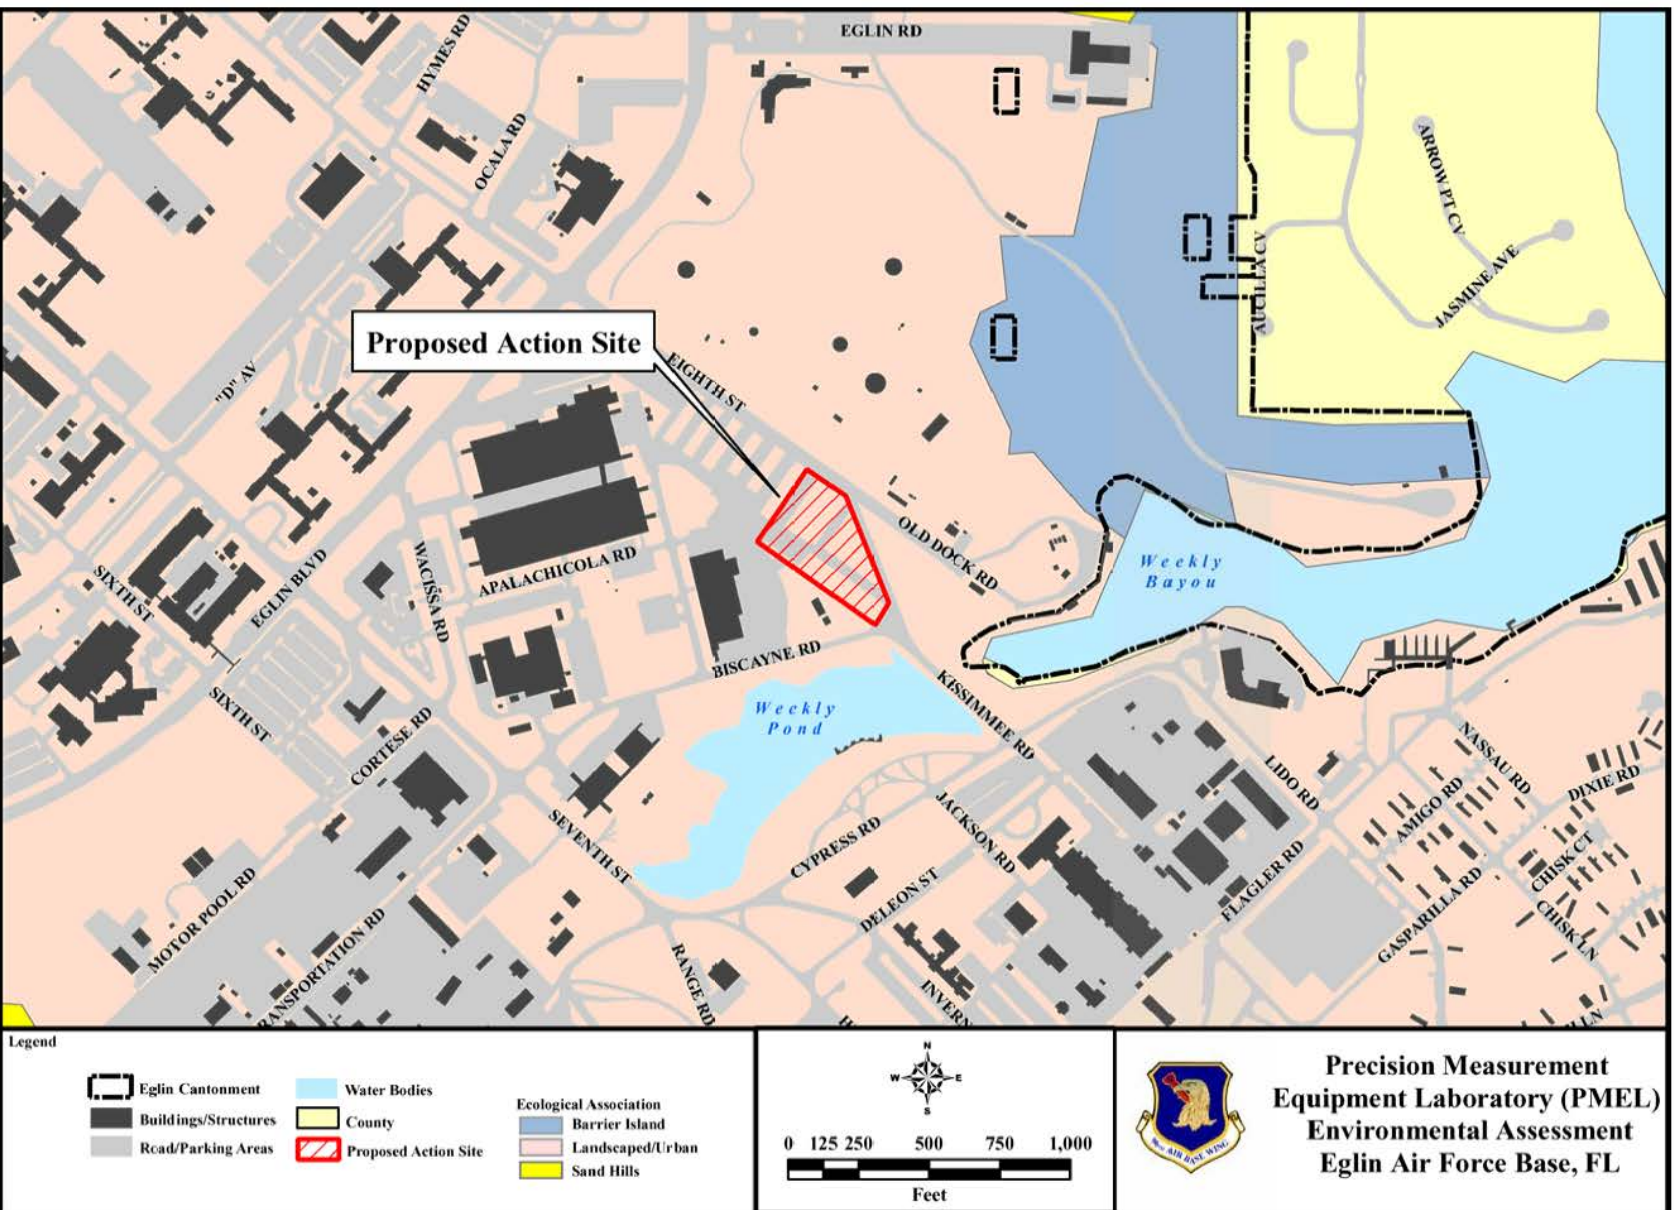 EGLIN RD
HYMES RD
OCALA RD
ARROW PT CV
AUCILLA CV
JASMINE AVE
Proposed Action Site
EIGHTH ST
"D" AV
OLD DOCK RD
Weekly
Bayou
WACISSA RD
APALACHICOLA RD
SIXTH ST
EGLIN BLVD
BISCAYNE RD
KISSIMMEE RD
SIXTH ST
Weekly
Pond
CORTESE RD
NASSAU RD
LIDO RD
DIXIE RD
AMIGO RD
SEVENTH ST
CYPRESS RD
JACKSON RD
CHISK CT
DELEON ST
FLAGLER RD
GASPARILLA RD
CHISK LN
MOTOR POOL RD
RANSPORTATION RD
RANGE RD
INVERN
LLN
Legend
Eglin Cantonment
Buildings/Structures
Road/Parking Areas
Water Bodies
County
Proposed Action Site
Ecological Association
Barrier Island
Landscaped/Urban
Sand Hills
N
W E
S
0 125 250 500 750 1,000
Feet
96TH AIR BASE WING
Precision Measurement
Equipment Laboratory (PMEL)
Environmental Assessment
Eglin Air Force Base, FL